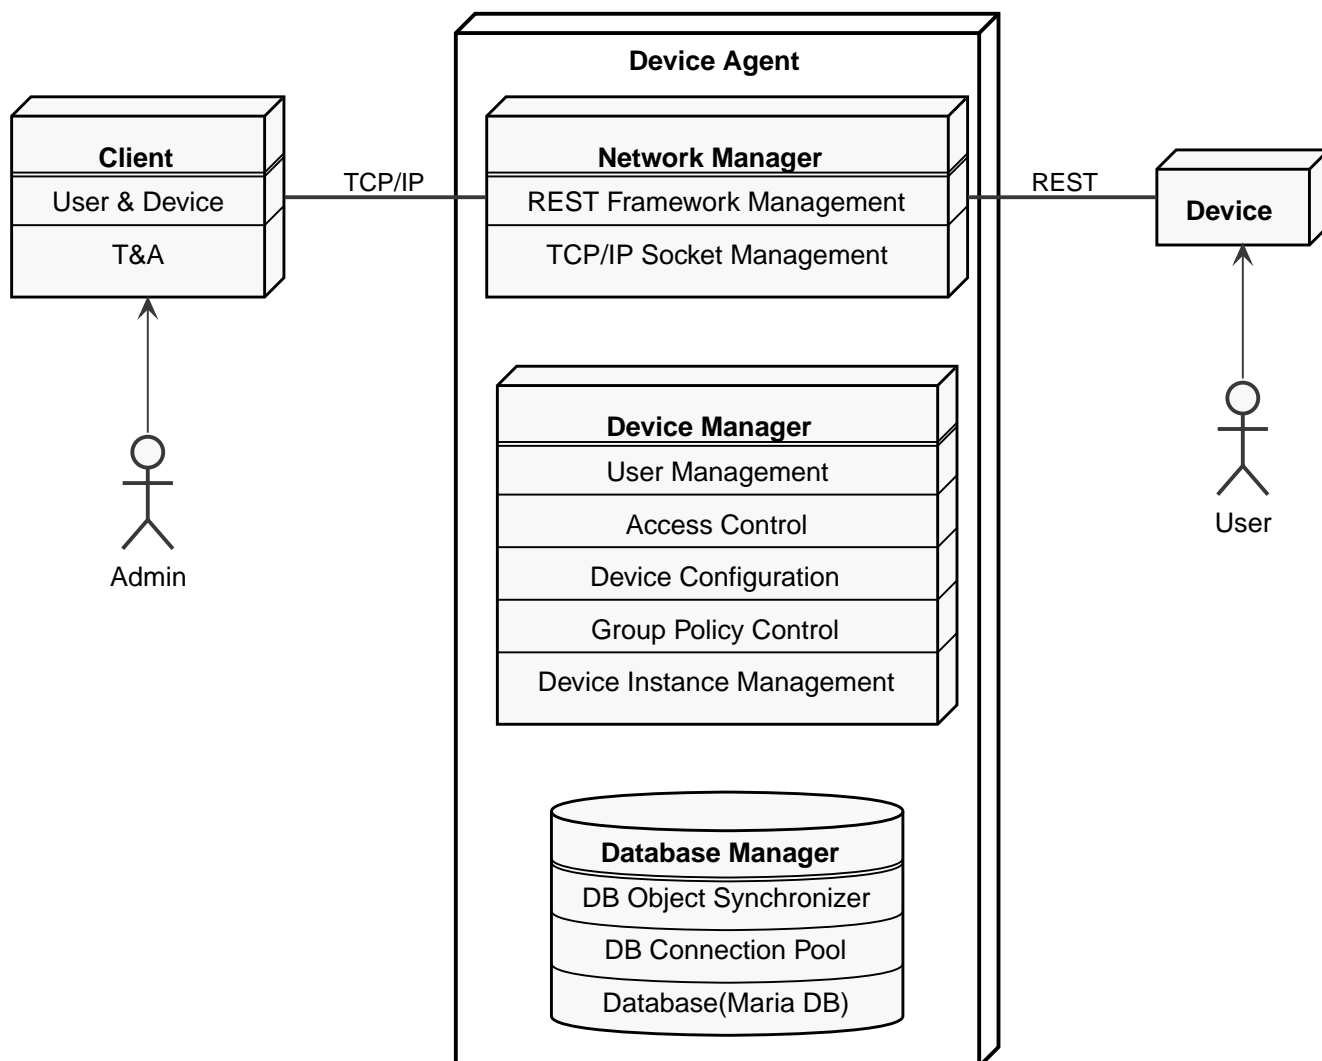 Device Agent
Client
User & Device
T&A
TCP/IP
Network Manager
REST Framework Management
TCP/IP Socket Management
REST
Device
Admin
User
Device Manager
User Management
Access Control
Device Configuration
Group Policy Control
Device Instance Management
Database Manager
DB Object Synchronizer
DB Connection Pool
Database(Maria DB)